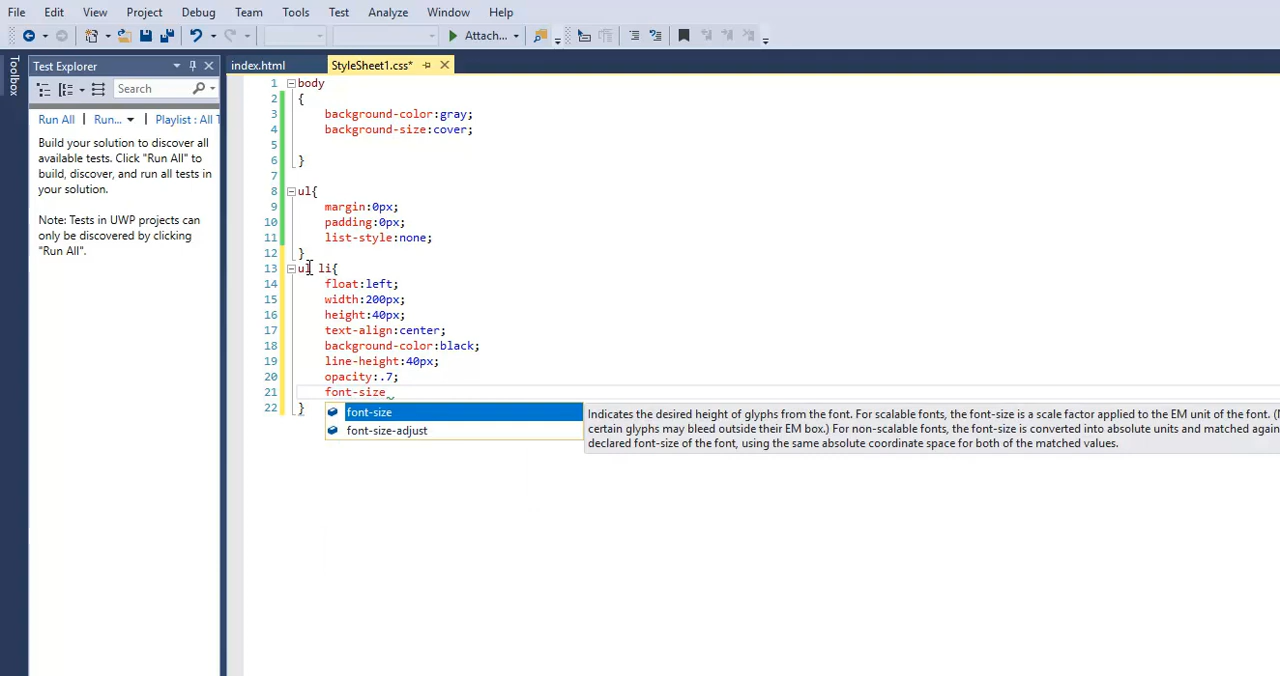 File Edit View Project Debug Team Tools Test Analyze Window Help
Attach...
Toolbox
Test Explorer
Search
Run All Run... Playlist : All T
Build your solution to discover all
available tests. Click "Run All" to
build, discover, and run all tests in
your solution.
Note: Tests in UWP projects can
only be discovered by clicking
"Run All".
index.html StyleSheet1.css*
1 body
2 {
3 background-color:gray;
4 background-size:cover;
5
6 }
7
8 ul{
9 margin:0px;
10 padding:0px;
11 list-style:none;
12 }
13 ul li{
14 float:left;
15 width:200px;
16 height:40px;
17 text-align:center;
18 background-color:black;
19 line-height:40px;
20 opacity:.7;
21 font-size
22 }
font-size
font-size-adjust
Indicates the desired height of glyphs from the font. For scalable fonts, the font-size is a scale factor applied to the EM unit of the font. (N
certain glyphs may bleed outside their EM box.) For non-scalable fonts, the font-size is converted into absolute units and matched again
declared font-size of the font, using the same absolute coordinate space for both of the matched values.